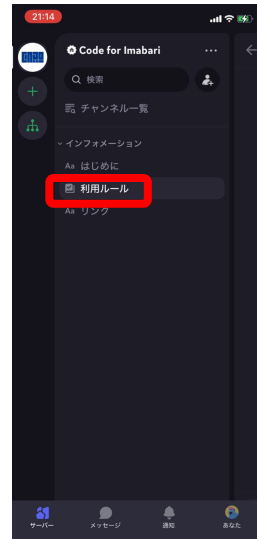 21:14
Code for Imabari
検索
チャンネル一覧
インフォメーション
Aa はじめに
利用ルール
Aa リンク
サーバー メッセージ 通知 あなた